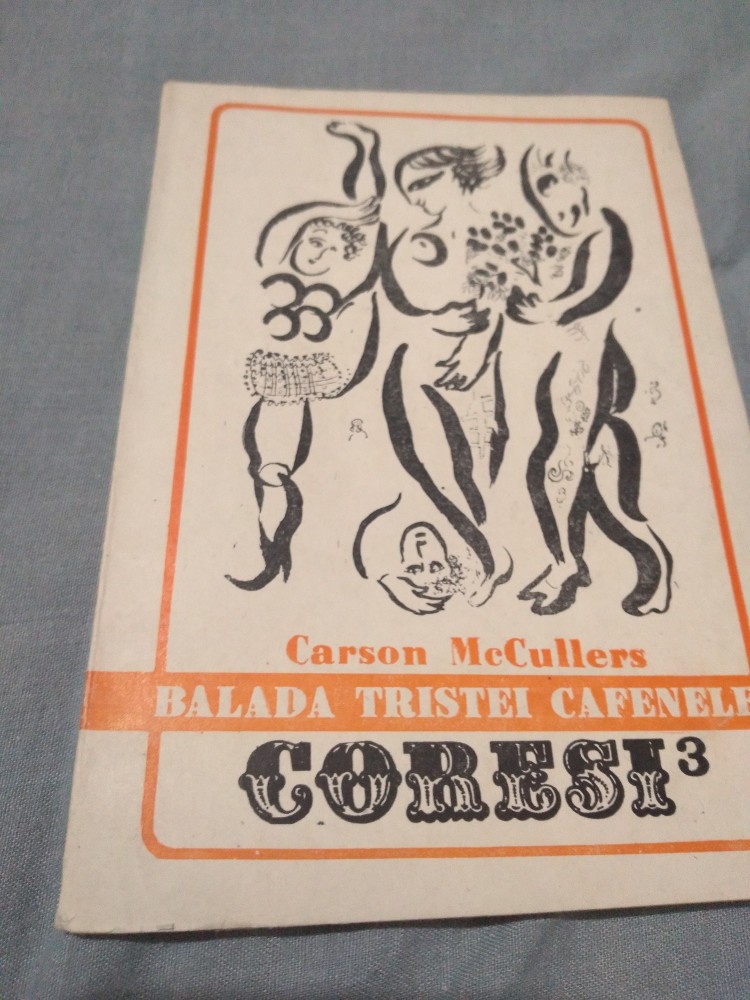 Carson McCullers
BALADA TRISTEI CAFENELE
CORESI³